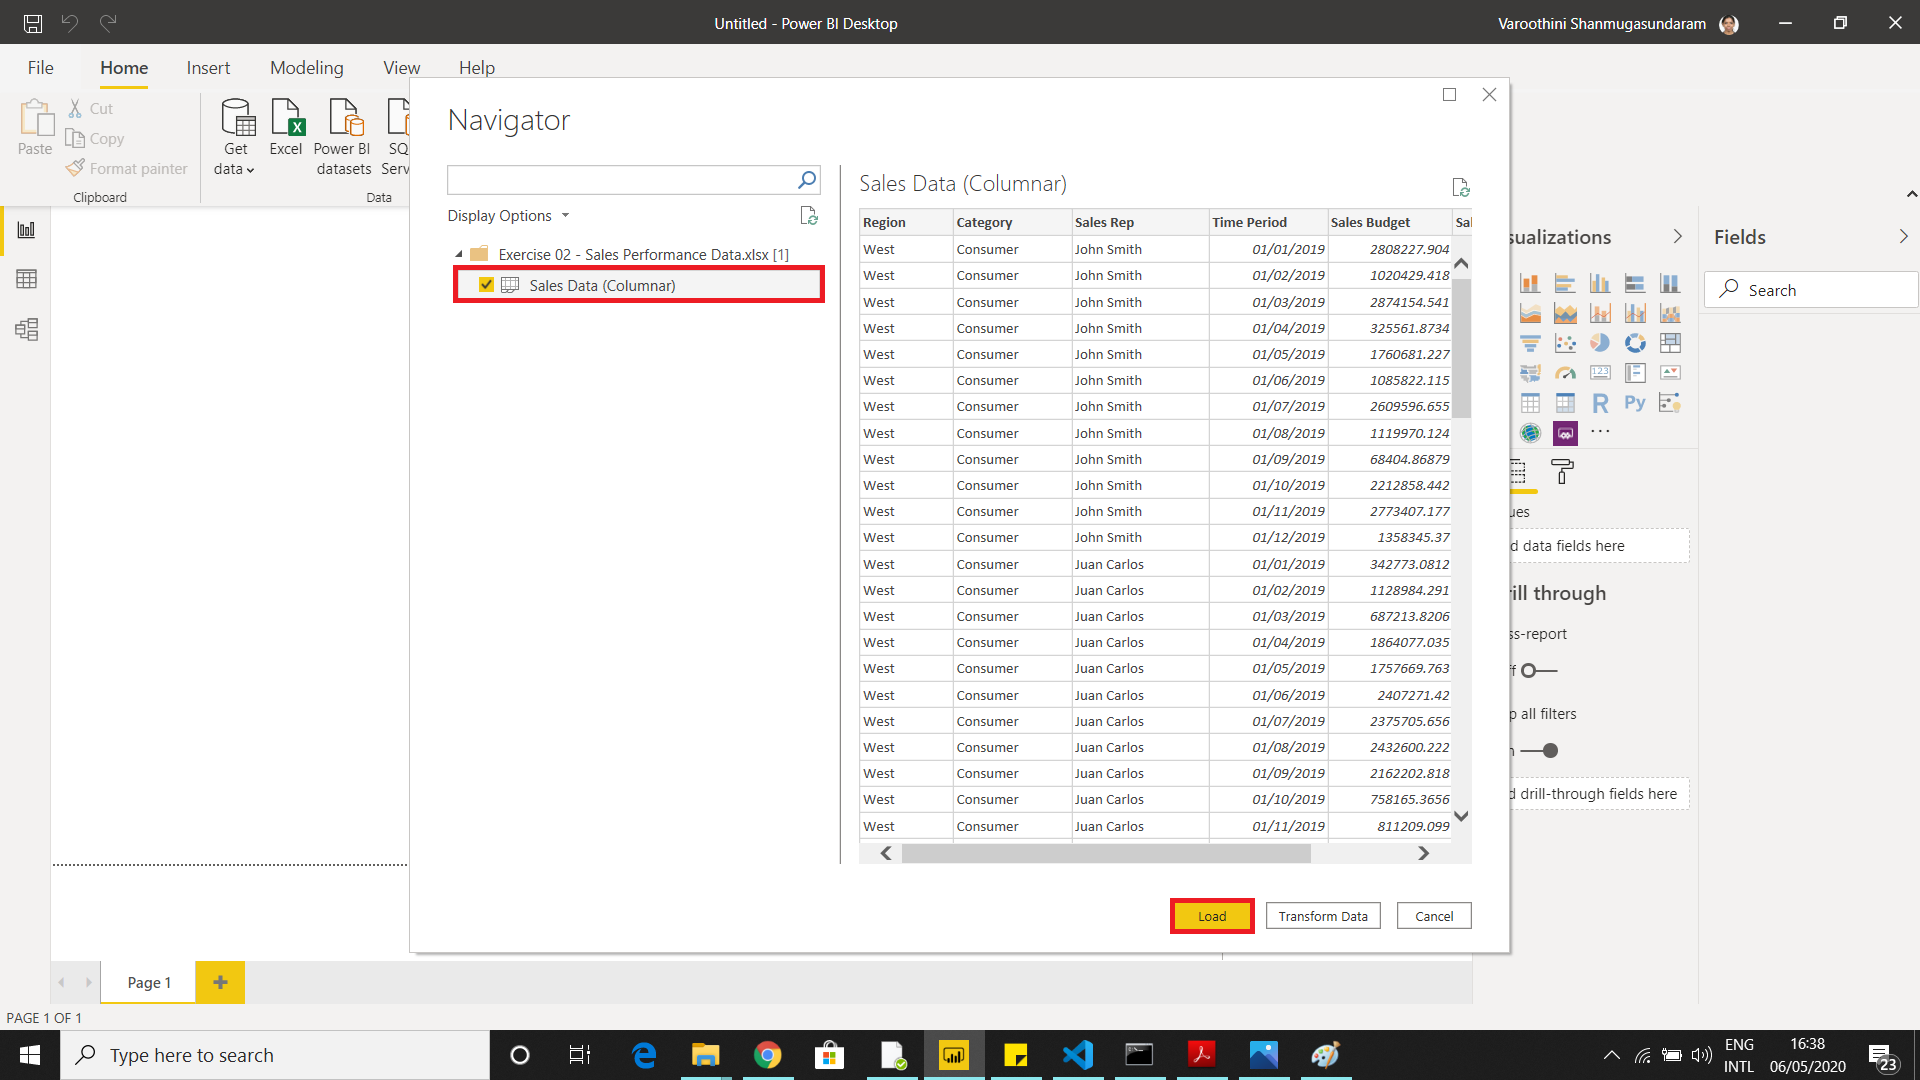 Untitled - Power BI Desktop
Varoothini Shanmugasundaram
File Home Insert Modeling View Help
Paste
Cut
Copy
Format painter
Clipboard
Get data
Excel
Power BI datasets
SQ
Serv
Data
Navigator
Display Options
Exercise 02 - Sales Performance Data.xlsx [1]
Sales Data (Columnar)
Sales Data (Columnar)
Region Category Sales Rep Time Period Sales Budget Sal
West Consumer John Smith 01/01/2019 2808227.904
West Consumer John Smith 01/02/2019 1020429.418
West Consumer John Smith 01/03/2019 2874154.541
West Consumer John Smith 01/04/2019 325561.8734
West Consumer John Smith 01/05/2019 1760681.227
West Consumer John Smith 01/06/2019 1085822.115
West Consumer John Smith 01/07/2019 2609596.655
West Consumer John Smith 01/08/2019 1119970.124
West Consumer John Smith 01/09/2019 68404.86879
West Consumer John Smith 01/10/2019 2212858.442
West Consumer John Smith 01/11/2019 2773407.177
West Consumer John Smith 01/12/2019 1358345.37
West Consumer Juan Carlos 01/01/2019 342773.0812
West Consumer Juan Carlos 01/02/2019 1128984.291
West Consumer Juan Carlos 01/03/2019 687213.8206
West Consumer Juan Carlos 01/04/2019 1864077.035
West Consumer Juan Carlos 01/05/2019 1757669.763
West Consumer Juan Carlos 01/06/2019 2407271.42
West Consumer Juan Carlos 01/07/2019 2375705.656
West Consumer Juan Carlos 01/08/2019 2432600.222
West Consumer Juan Carlos 01/09/2019 2162202.818
West Consumer Juan Carlos 01/10/2019 758165.3656
West Consumer Juan Carlos 01/11/2019 811209.099
Load Transform Data Cancel
sualizations
123
R Py
ues
d data fields here
ill through
ss-report
f
p all filters
n
d drill-through fields here
Fields
Search
Page 1
PAGE 1 OF 1
Type here to search
ENG
INTL
16:38
06/05/2020
23